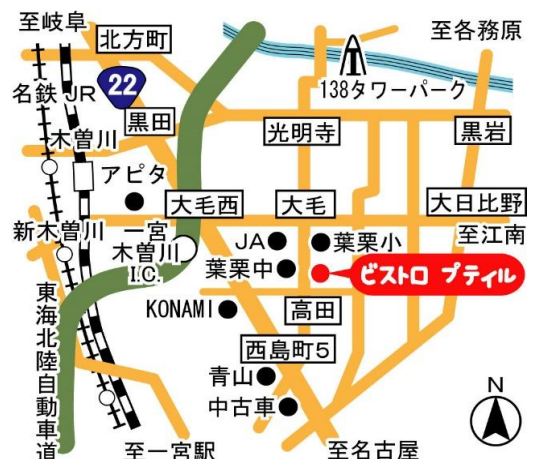 至岐阜
北方町
至各務原
22
名鉄
JR
138タワーパーク
黒田
光明寺
黒岩
木曽川
アピタ
大毛西
大毛
大日比野
新木曽川
一宮
木曽川
I.C.
JA
葉栗小
至江南
葉栗中
ビストロ プティル
KONAMI
高田
東海北陸自動車道
西島町5
青山
中古車
N
至一宮駅
至名古屋